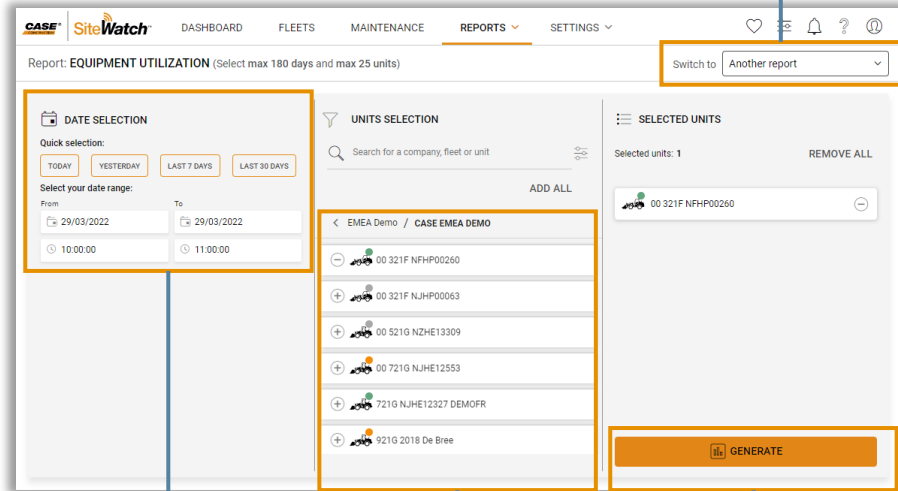 CASE SiteWatch DASHBOARD FLEETS MAINTENANCE REPORTS SETTINGS
Report: EQUIPMENT UTILIZATION (Select max 180 days and max 25 units) Switch to Another report
DATE SELECTION
Quick selection:
TODAY YESTERDAY LAST 7 DAYS LAST 30 DAYS
Select your date range:
From To
29/03/2022 29/03/2022
10:00:00 11:00:00
UNITS SELECTION
Search for a company, fleet or unit
ADD ALL
EMEA Demo / CASE EMEA DEMO
00 321F NFHP00260
00 321F NJHP00063
00 521G NZHE13309
00 721G NJHE12553
721G NJHE12327 DEMOFR
921G 2018 De Bree
SELECTED UNITS
Selected units: 1 REMOVE ALL
00 321F NFHP00260
GENERATE